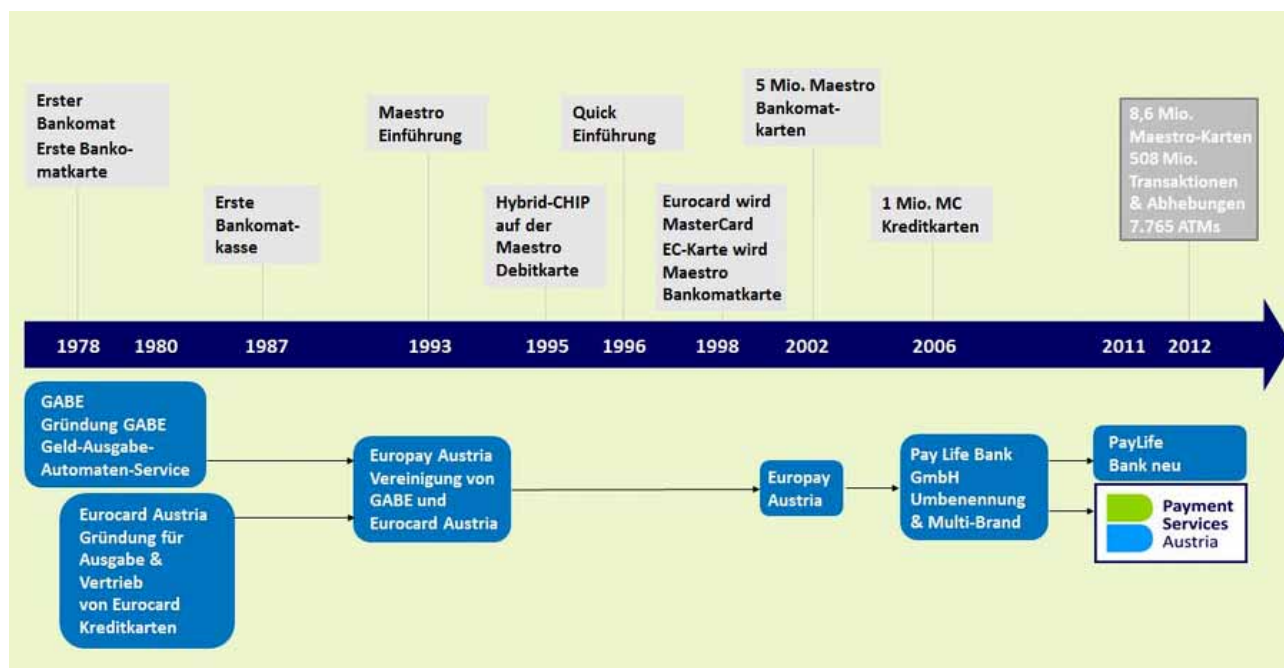 Erster
Bankomat
Erste Banko-
matkarte
Erste
Bankomat-
kasse
Maestro
Einführung
Hybrid-CHIP
auf der
Maestro
Debitkarte
Quick
Einführung
Eurocard wird
MasterCard
EC-Karte wird
Maestro
Bankomatkarte
5 Mio. Maestro
Bankomat-
karten
1 Mio. MC
Kreditkarten
8,6 Mio.
Maestro-Karten
508 Mio.
Transaktionen
& Abhebungen
7.765 ATMs
1978 1980 1987 1993 1995 1996 1998 2002 2006 2011 2012
GABE
Gründung GABE
Geld-Ausgabe-
Automaten-Service
Eurocard Austria
Gründung für
Ausgabe &
Vertrieb
von Eurocard
Kreditkarten
Europay Austria
Vereinigung von
GABE und
Eurocard Austria
Europay
Austria
Pay Life Bank
GmbH
Umbenennung
& Multi-Brand
PayLife
Bank neu
Payment
Services
Austria